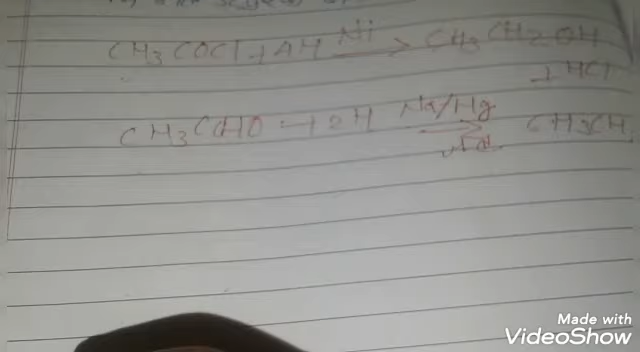 CH3COCl + 4H Ni → CH3CH2OH
+ HCl
CH3CHO + 2H Na/Hg → CH3CH
Made with
VideoShow